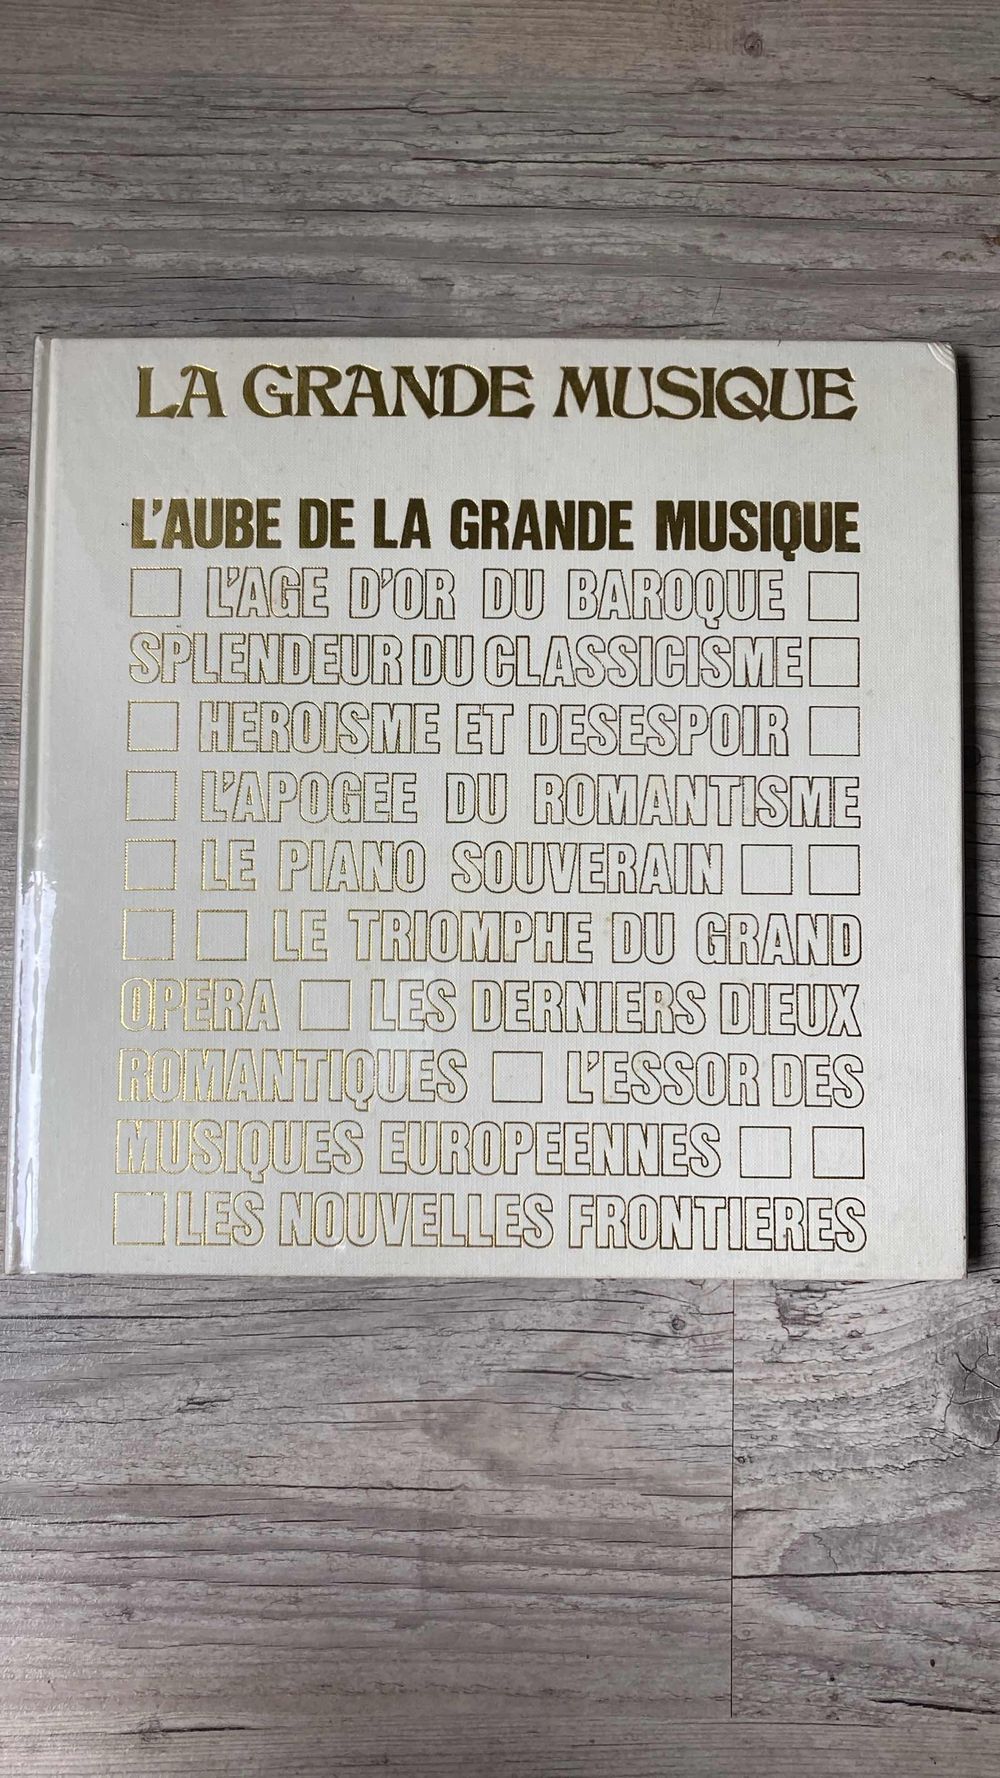 LA GRANDE MUSIQUE
L'AUBE DE LA GRANDE MUSIQUE
L'AGE D'OR DU BAROQUE
SPLENDEUR DU CLASSICISME
HEROISME ET DESESPOIR
L'APOGEE DU ROMANTISME
LE PIANO SOUVERAIN
LE TRIOMPHE DU GRAND
OPERA LES DERNIERS DIEUX
ROMANTIQUES L'ESSOR DES
MUSIQUES EUROPEENNES
LES NOUVELLES FRONTIERES